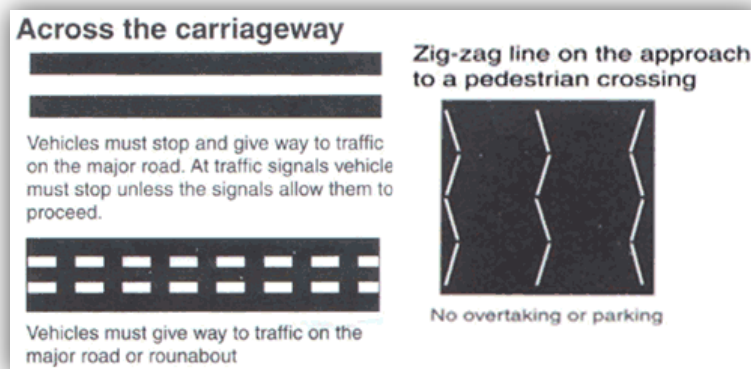 Across the carriageway
Vehicles must stop and give way to traffic
on the major road. At traffic signals vehicle
must stop unless the signals allow them to
proceed.
Vehicles must give way to traffic on the
major road or rounabout
Zig-zag line on the approach
to a pedestrian crossing
No overtaking or parking